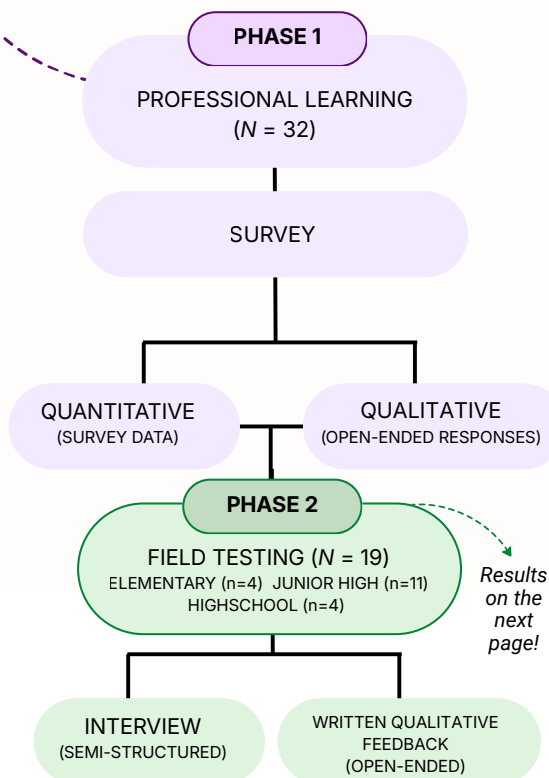 PHASE 1
PROFESSIONAL LEARNING
(N = 32)
SURVEY
QUANTITATIVE
(SURVEY DATA)
QUALITATIVE
(OPEN-ENDED RESPONSES)
PHASE 2
FIELD TESTING (N = 19)
ELEMENTARY (n=4) JUNIOR HIGH (n=11)
HIGHSCHOOL (n=4)
Results
on the
next
page!
INTERVIEW
(SEMI-STRUCTURED)
WRITTEN QUALITATIVE
FEEDBACK
(OPEN-ENDED)